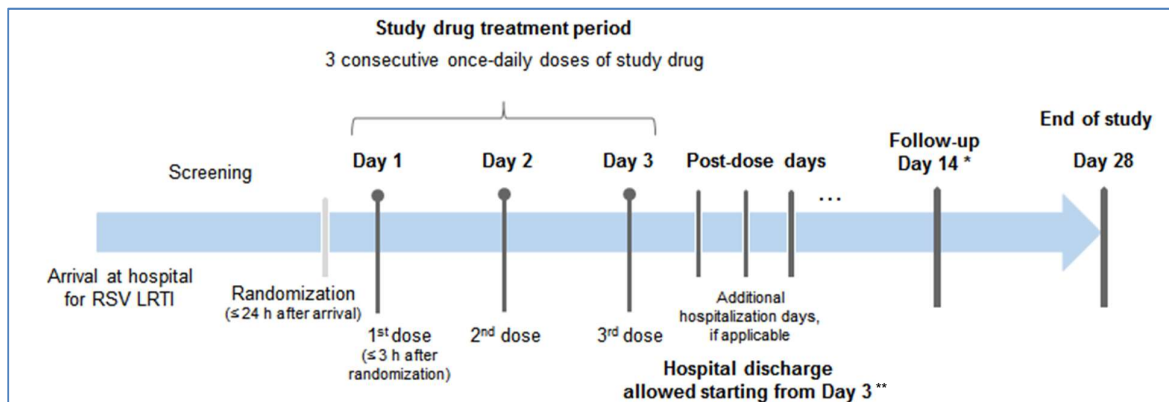 Study drug treatment period
3 consecutive once-daily doses of study drug
Screening
Day 1
Day 2
Day 3
Post-dose days
...
Follow-up
Day 14 *
End of study
Day 28
Arrival at hospital
for RSV LRTI
Randomization
(≤ 24 h after arrival)
1st dose
(≤ 3 h after
randomization)
2nd dose
3rd dose
Additional
hospitalization days,
if applicable
Hospital discharge
allowed starting from Day 3 **